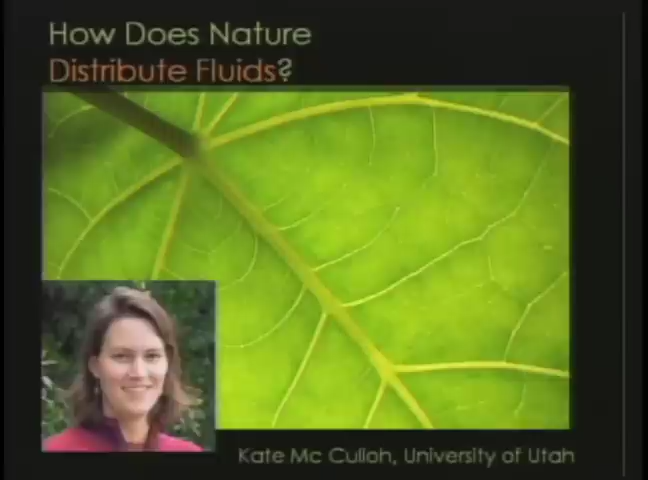 How Does Nature
Distribute Fluids?
Kate Mc Culloh, University of Utah